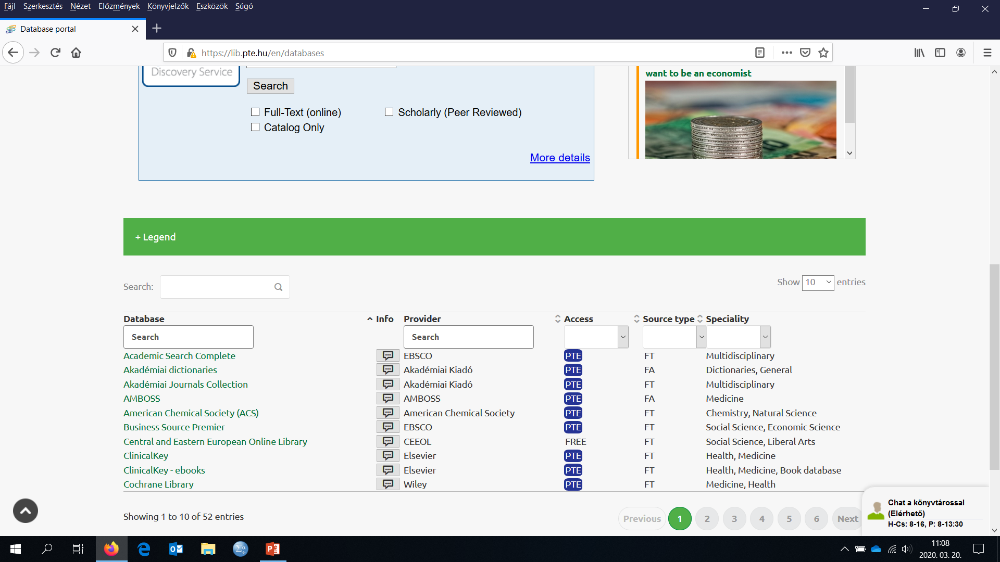 Fájl Szerkesztés Nézet Előzmények Könyvjelzők Eszközök Súgó
Database portal
https://lib.pte.hu/en/databases
Discovery Service
want to be an economist
Search
Full-Text (online) Scholarly (Peer Reviewed)
Catalog Only
More details
+ Legend
Search:
Show 10 entries
Database Info Provider Access Source type Speciality
Search Search
Academic Search Complete EBSCO PTE FT Multidisciplinary
Akadémiai dictionaries Akadémiai Kiadó PTE FA Dictionaries, General
Akadémiai Journals Collection Akadémiai Kiadó PTE FT Multidisciplinary
AMBOSS AMBOSS PTE FA Medicine
American Chemical Society (ACS) American Chemical Society PTE FT Chemistry, Natural Science
Business Source Premier EBSCO PTE FT Social Science, Economic Science
Central and Eastern European Online Library CEEOL FREE FT Social Science, Liberal Arts
ClinicalKey Elsevier PTE FT Health, Medicine
ClinicalKey - ebooks Elsevier PTE FT Health, Medicine, Book database
Cochrane Library Wiley PTE FT Medicine, Health
Showing 1 to 10 of 52 entries
Previous 1 2 3 4 5 6 Next
Chat a könyvtárossal
(Elérhető)
H-Cs: 8-16, P: 8-13:30
11:08
2020. 03. 20.